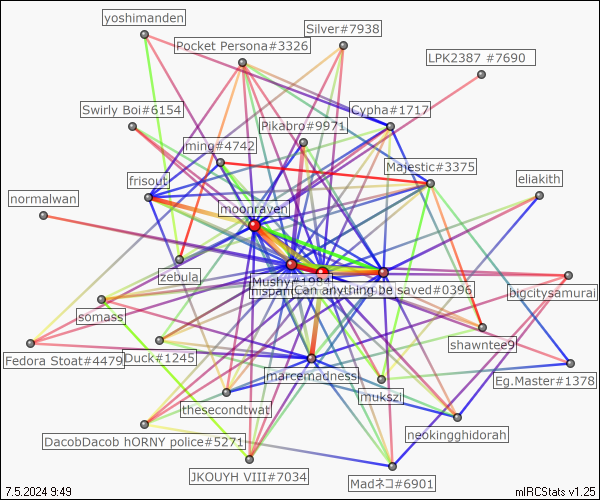 yoshimanden
Silver#7938
Pocket Persona#3326
LPK2387 #7690
Swirly Boi#6154
Cypha#1717
Pikabro#9971
ming#4742
Majestic#3375
frisout
eliakith
normalwan
moonraven
zebula
Mushy#1984
Can anything be saved#0396
bigcitysamurai
somass
shawntee9
Fedora Stoat#4479
Duck#1245
marcemadness
Eg.Master#1378
mukszi
thesecondtwat
neokingghidorah
DacobDacob hORNY police#5271
JKOUYH VIII#7034
Madネコ#6901
7.5.2024 9:49
mIRCStats v1.25